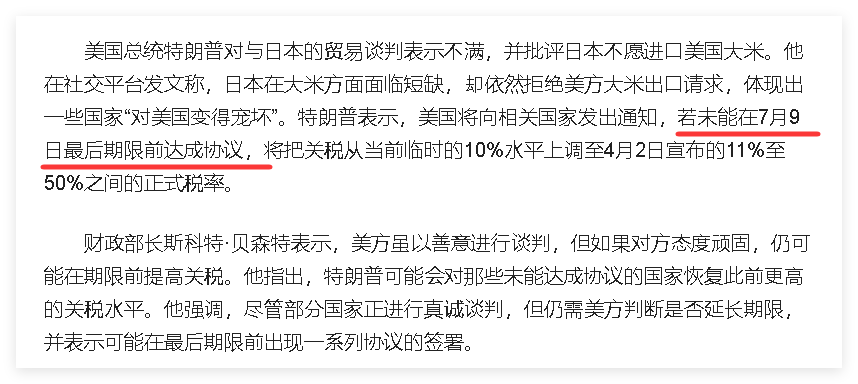 美国总统特朗普对与日本的贸易谈判表示不满，并批评日本不愿进口美国大米。他
在社交平台发文称，日本在大米方面面临短缺，却依然拒绝美方大米出口请求，体现出
一些国家“对美国变得宠坏”。特朗普表示，美国将向相关国家发出通知，若未能在7月9
日最后期限前达成协议，将把关税从当前临时的10%水平上调至4月2日宣布的11%至
50%之间的正式税率。
财政部长斯科特·贝森特表示，美方虽以善意进行谈判，但如果对方态度顽固，仍可
能在期限前提高关税。他指出，特朗普可能会对那些未能达成协议的国家恢复此前更高
的关税水平。他强调，尽管部分国家正进行真诚谈判，但仍需美方判断是否延长期限，
并表示可能在最后期限前出现一系列协议的签署。